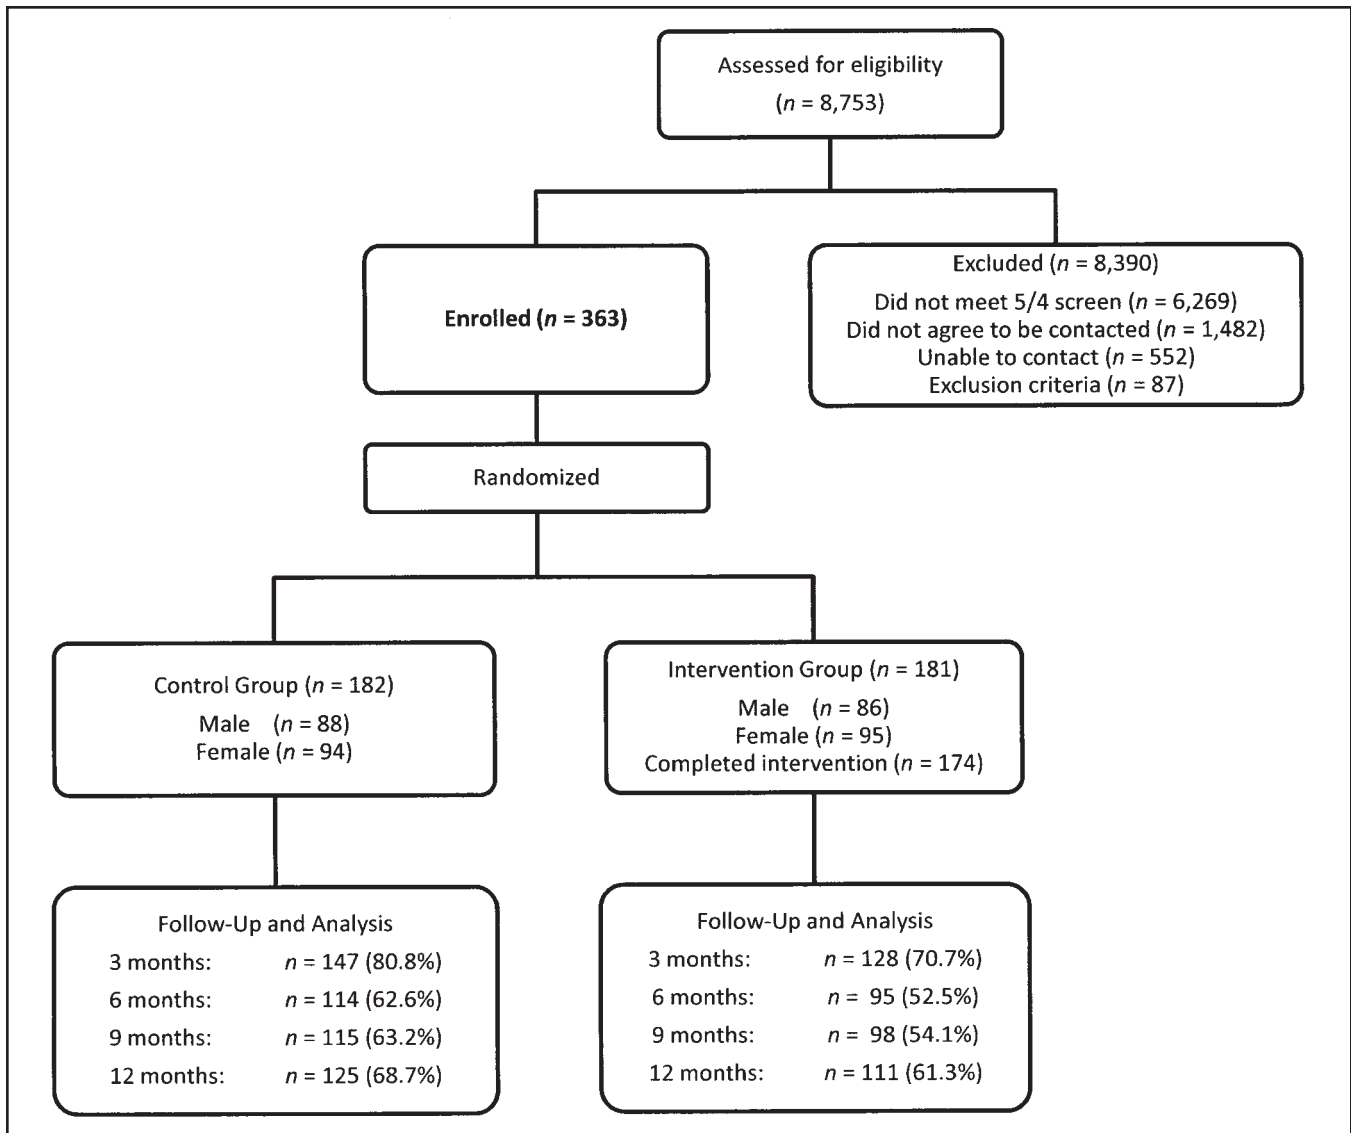 Assessed for eligibility
(n = 8,753)
Enrolled (n = 363)
Excluded (n = 8,390)
Did not meet 5/4 screen (n = 6,269)
Did not agree to be contacted (n = 1,482)
Unable to contact (n = 552)
Exclusion criteria (n = 87)
Randomized
Control Group (n = 182)
Male (n = 88)
Female (n = 94)
Intervention Group (n = 181)
Male (n = 86)
Female (n = 95)
Completed intervention (n = 174)
Follow-Up and Analysis
3 months: n = 147 (80.8%)
6 months: n = 114 (62.6%)
9 months: n = 115 (63.2%)
12 months: n = 125 (68.7%)
Follow-Up and Analysis
3 months: n = 128 (70.7%)
6 months: n = 95 (52.5%)
9 months: n = 98 (54.1%)
12 months: n = 111 (61.3%)